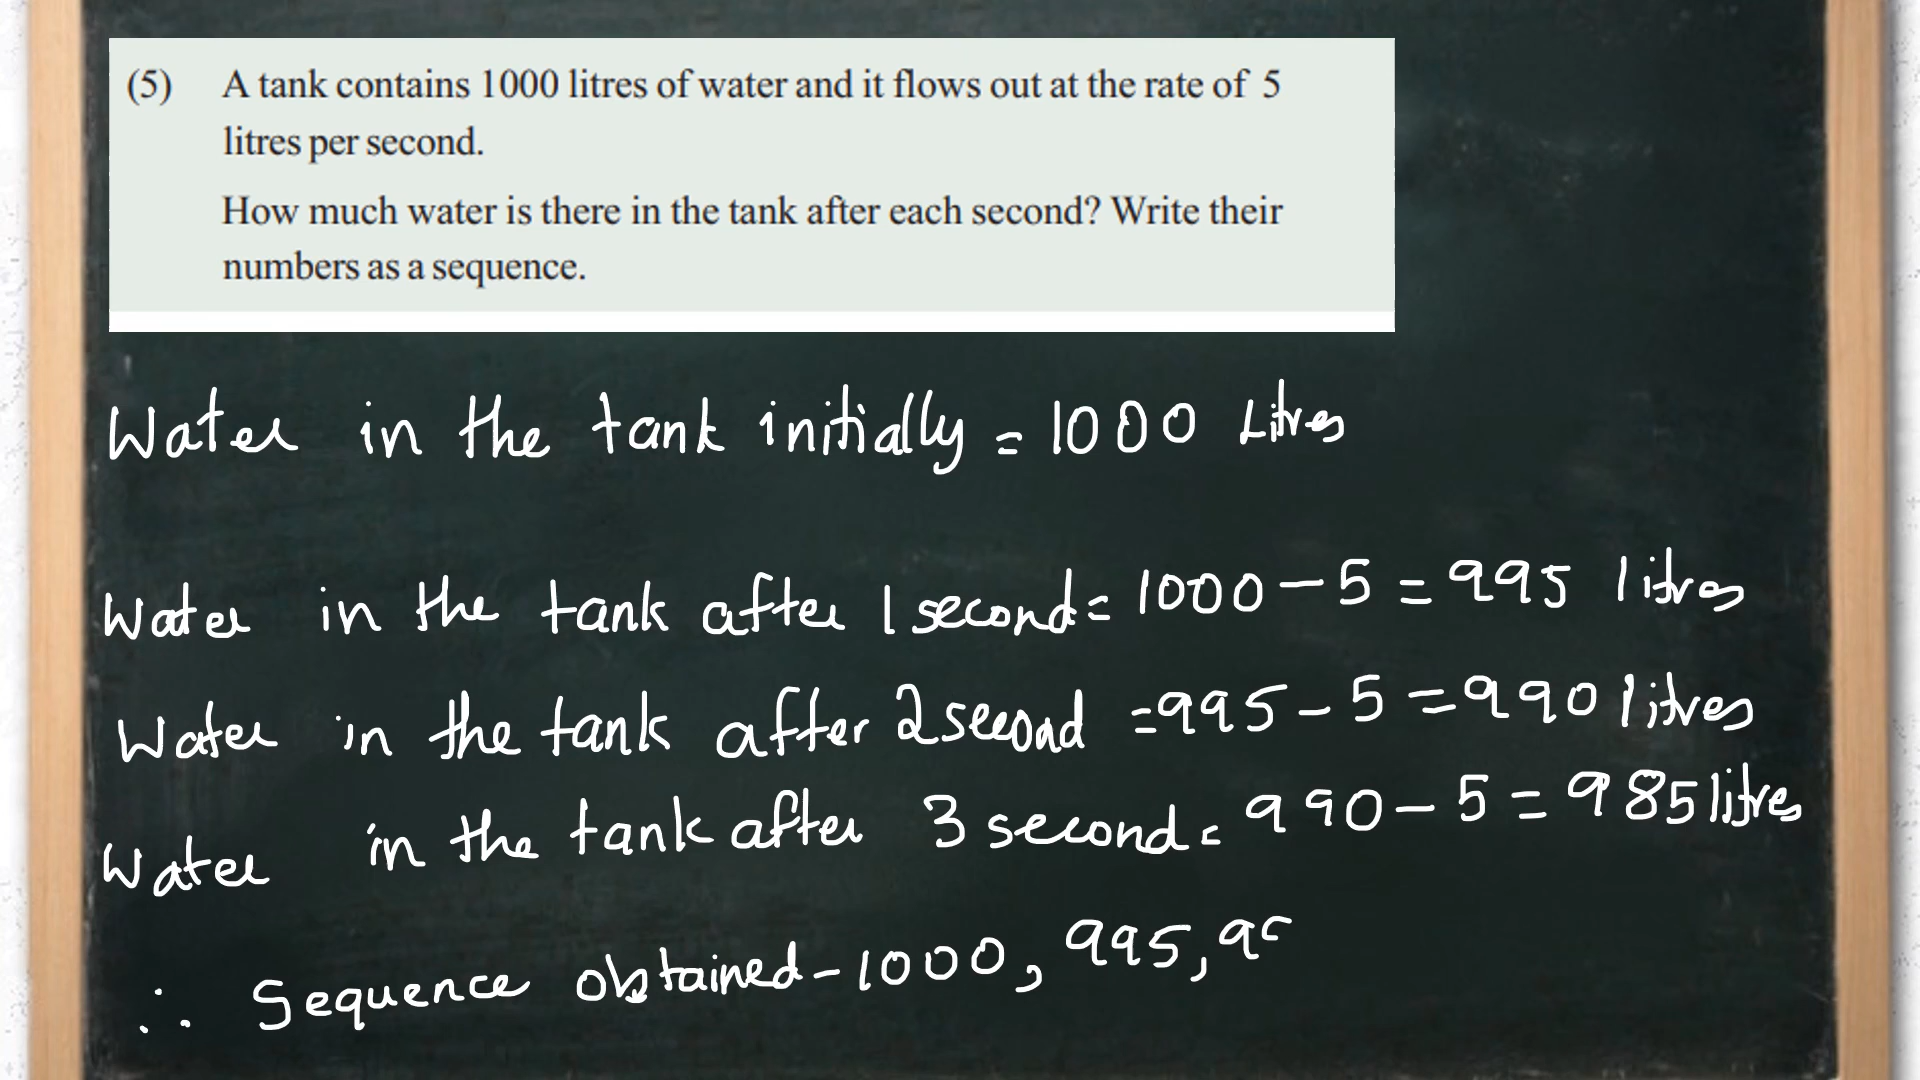 (5) A tank contains 1000 litres of water and it flows out at the rate of 5
litres per second.
How much water is there in the tank after each second? Write their
numbers as a sequence.
Water in the tank initially = 1000 Litres
Water in the tank after 1 second = 1000 – 5 = 995 litres
Water in the tank after 2 second = 995 – 5 = 990 litres
Water in the tank after 3 second = 990 – 5 = 985 litres
∴ Sequence obtained – 1000, 995, 9